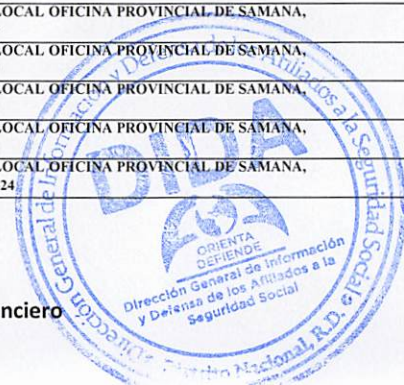 LOCAL OFICINA PROVINCIAL DE SAMANA,
LOCAL OFICINA PROVINCIAL DE SAMANA,
LOCAL OFICINA PROVINCIAL DE SAMANA,
LOCAL OFICINA PROVINCIAL DE SAMANA,
LOCAL OFICINA PROVINCIAL DE SAMANA,
24
Dirección General de Información y Defensa de los Afiliados a la Seguridad Social
DIDA
ORIENTA
DEFIENDE
Dirección General de Información
y Defensa de los Afiliados a la
Seguridad Social
Nacional, R.D.
nciero